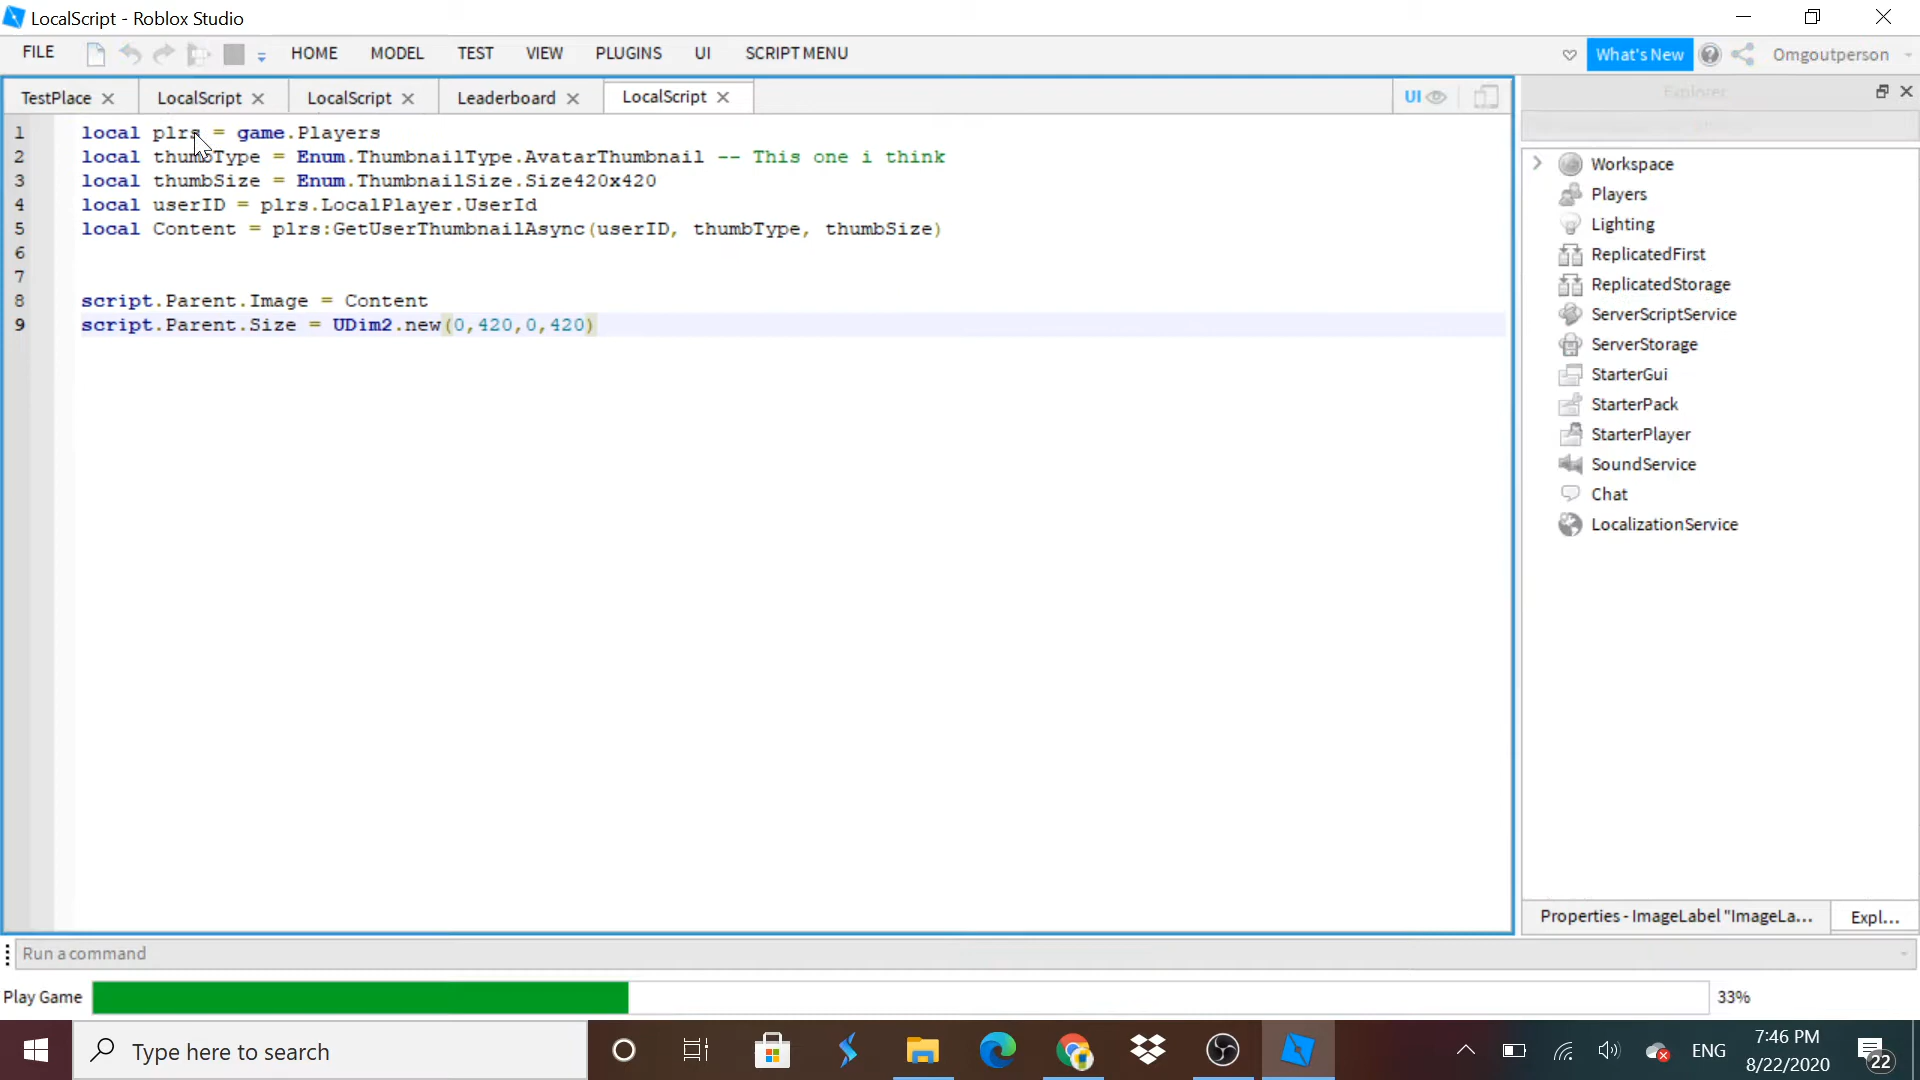 LocalScript - Roblox Studio
FILE HOME MODEL TEST VIEW PLUGINS UI SCRIPT MENU What's New Omgoutperson
TestPlace LocalScript LocalScript Leaderboard LocalScript UI Explorer
1 local plrs = game.Players
2 local thumbType = Enum.ThumbnailType.AvatarThumbnail -- This one i think
3 local thumbSize = Enum.ThumbnailSize.Size420x420
4 local userID = plrs.LocalPlayer.UserId
5 local Content = plrs:GetUserThumbnailAsync(userID, thumbType, thumbSize)
6
7
8 script.Parent.Image = Content
9 script.Parent.Size = UDim2.new(0,420,0,420)
Workspace
Players
Lighting
ReplicatedFirst
ReplicatedStorage
ServerScriptService
ServerStorage
StarterGui
StarterPack
StarterPlayer
SoundService
Chat
LocalizationService
Properties - ImageLabel "ImageLa... Expl...
Run a command
Play Game 33%
Type here to search ENG 7:46 PM
8/22/2020 22